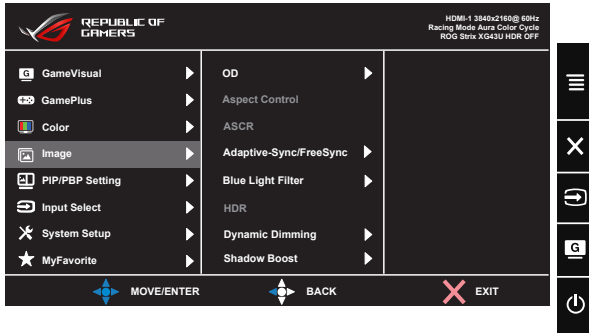 REPUBLIC OF
GAMERS
HDMI-1 3840x2160@ 60Hz
Racing Mode Aura Color Cycle
ROG Strix XG43U HDR OFF
G GameVisual
GamePlus
Color
Image
PIP/PBP Setting
Input Select
System Setup
MyFavorite
OD
Aspect Control
ASCR
Adaptive-Sync/FreeSync
Blue Light Filter
HDR
Dynamic Dimming
Shadow Boost
G
MOVE/ENTER
BACK
EXIT